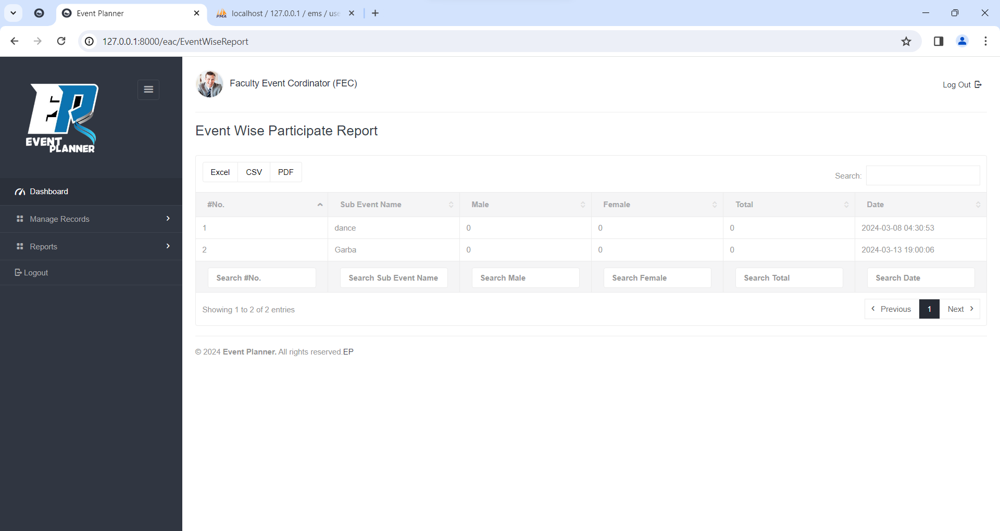 Event Planner
localhost / 127.0.0.1 / ems / use
127.0.0.1:8000/eac/EventWiseReport
EVENT
PLANNER
Faculty Event Cordinator (FEC)
Log Out
Event Wise Participate Report
Dashboard
Manage Records
Reports
Logout
Excel CSV PDF
Search:
#No. Sub Event Name Male Female Total Date
1 dance 0 0 0 2024-03-08 04:30:53
2 Garba 0 0 0 2024-03-13 19:00:06
Search #No. Search Sub Event Name Search Male Search Female Search Total Search Date
Showing 1 to 2 of 2 entries
Previous 1 Next
© 2024 Event Planner. All rights reserved.EP